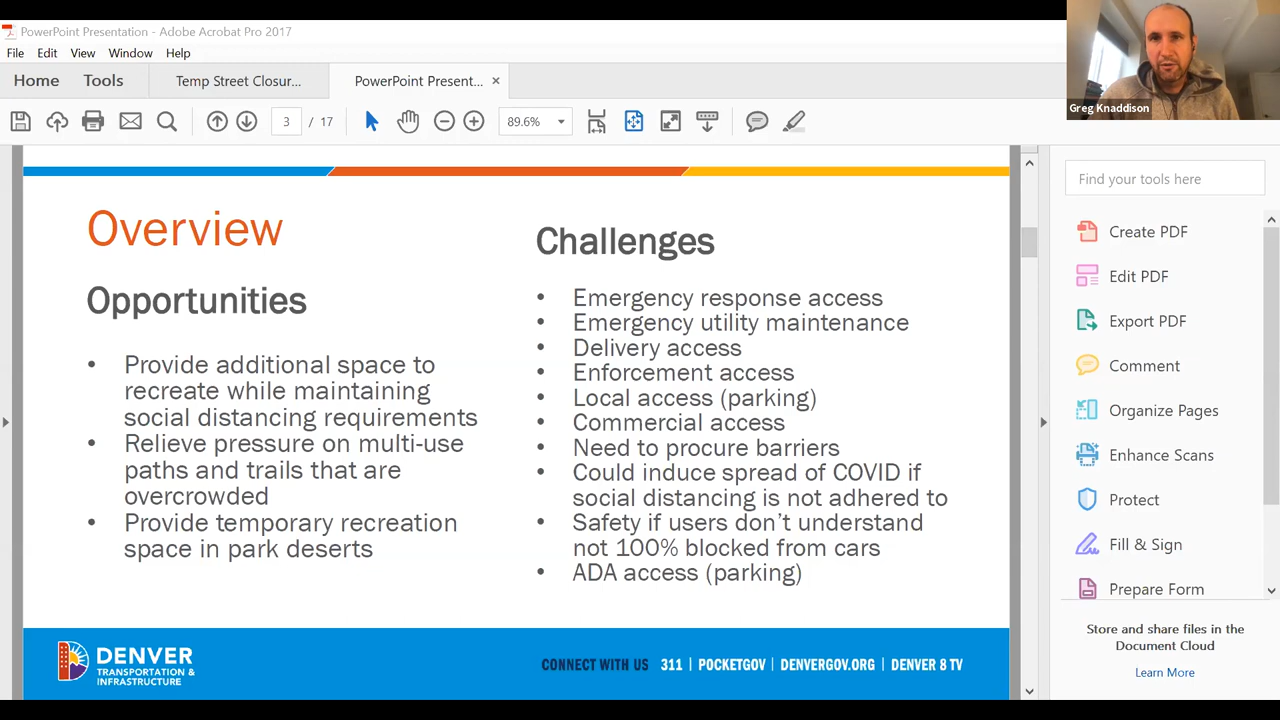 PowerPoint Presentation - Adobe Acrobat Pro 2017
File Edit View Window Help
Home Tools Temp Street Closur... PowerPoint Present... ×
3 / 17 89.6%
Greg Knaddison
Overview
Opportunities
• Provide additional space to
recreate while maintaining
social distancing requirements
• Relieve pressure on multi-use
paths and trails that are
overcrowded
• Provide temporary recreation
space in park deserts
Challenges
• Emergency response access
• Emergency utility maintenance
• Delivery access
• Enforcement access
• Local access (parking)
• Commercial access
• Need to procure barriers
• Could induce spread of COVID if
social distancing is not adhered to
• Safety if users don’t understand
not 100% blocked from cars
• ADA access (parking)
DENVER
TRANSPORTATION &
INFRASTRUCTURE
CONNECT WITH US 311 | POCKETGOV | DENVERGOV.ORG | DENVER 8 TV
Find your tools here
Create PDF
Edit PDF
Export PDF
Comment
Organize Pages
Enhance Scans
Protect
Fill & Sign
Prepare Form
Store and share files in the
Document Cloud
Learn More